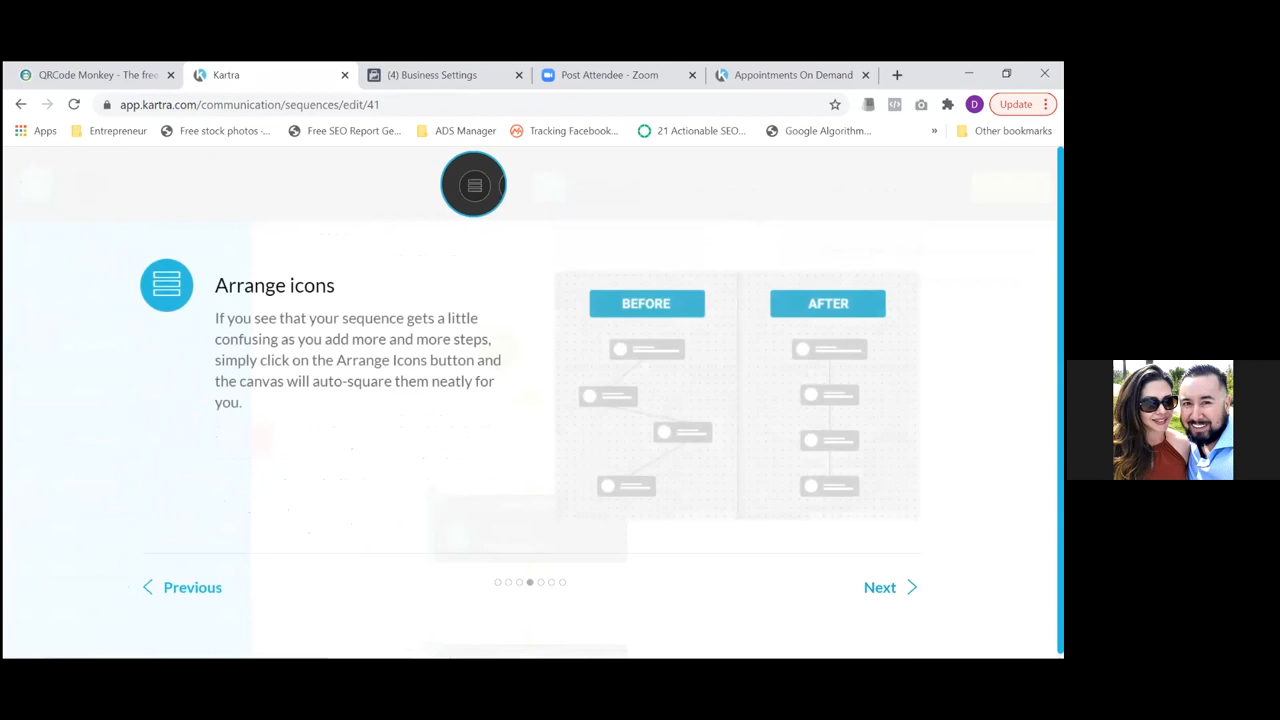 QRCode Monkey - The free
Kartra
(4) Business Settings
Post Attendee - Zoom
Appointments On Demand
app.kartra.com/communication/sequences/edit/41
D
Update
Apps
Entrepreneur
Free stock photos -...
Free SEO Report Ge...
ADS Manager
Tracking Facebook...
21 Actionable SEO...
Google Algorithm...
»
Other bookmarks
Arrange icons
If you see that your sequence gets a little
confusing as you add more and more steps,
simply click on the Arrange Icons button and
the canvas will auto-square them neatly for
you.
BEFORE
AFTER
Previous
Next